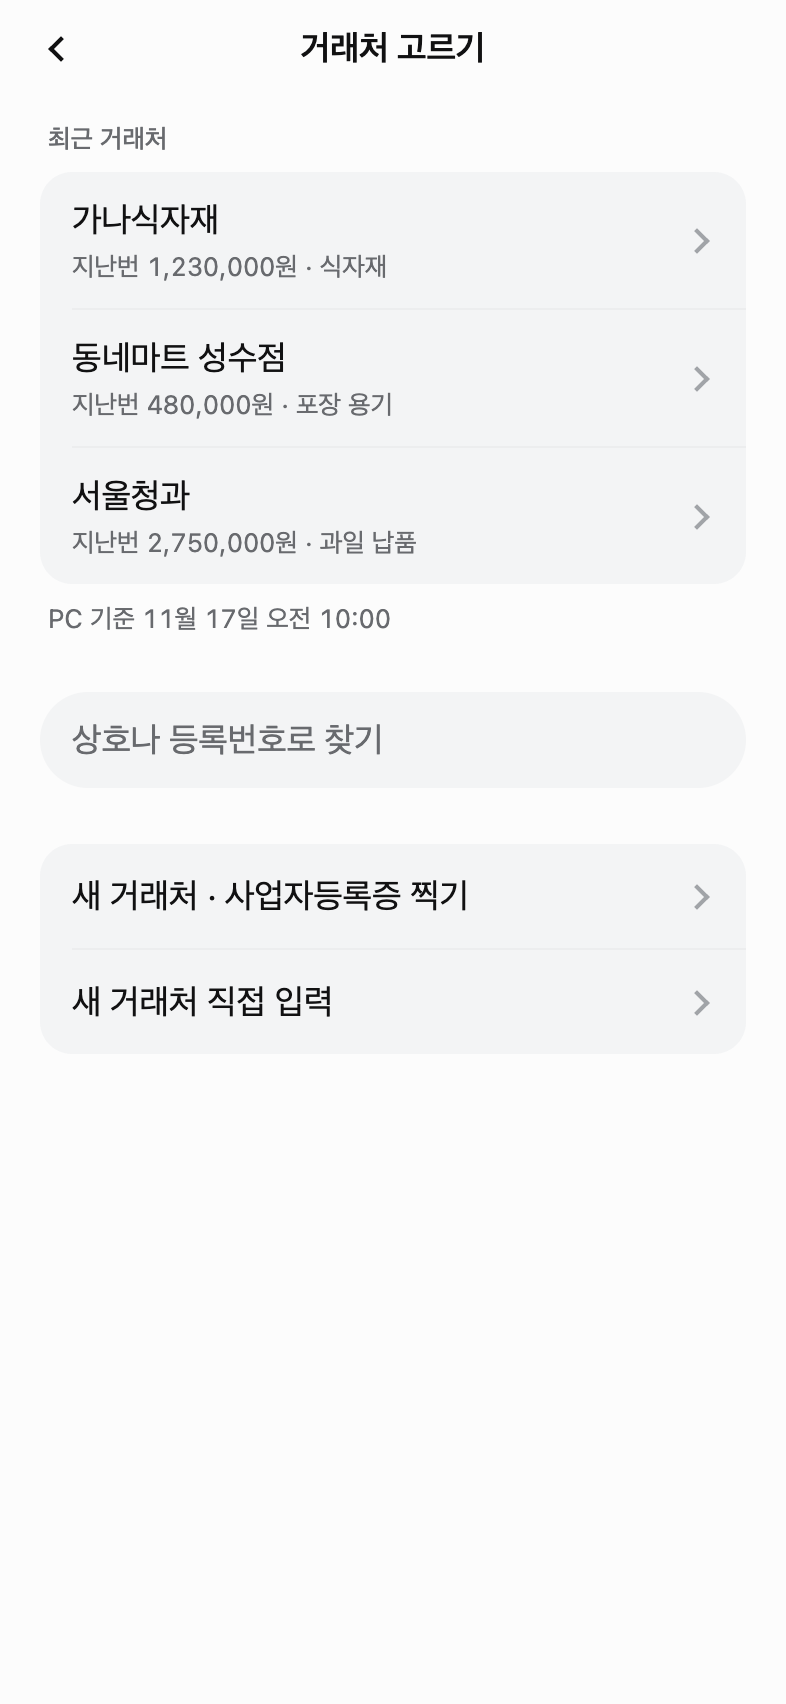 거래처 고르기
최근 거래처
가나식자재
지난번 1,230,000원 · 식자재
동네마트 성수점
지난번 480,000원 · 포장 용기
서울청과
지난번 2,750,000원 · 과일 납품
PC 기준 11월 17일 오전 10:00
상호나 등록번호로 찾기
새 거래처 · 사업자등록증 찍기
새 거래처 직접 입력